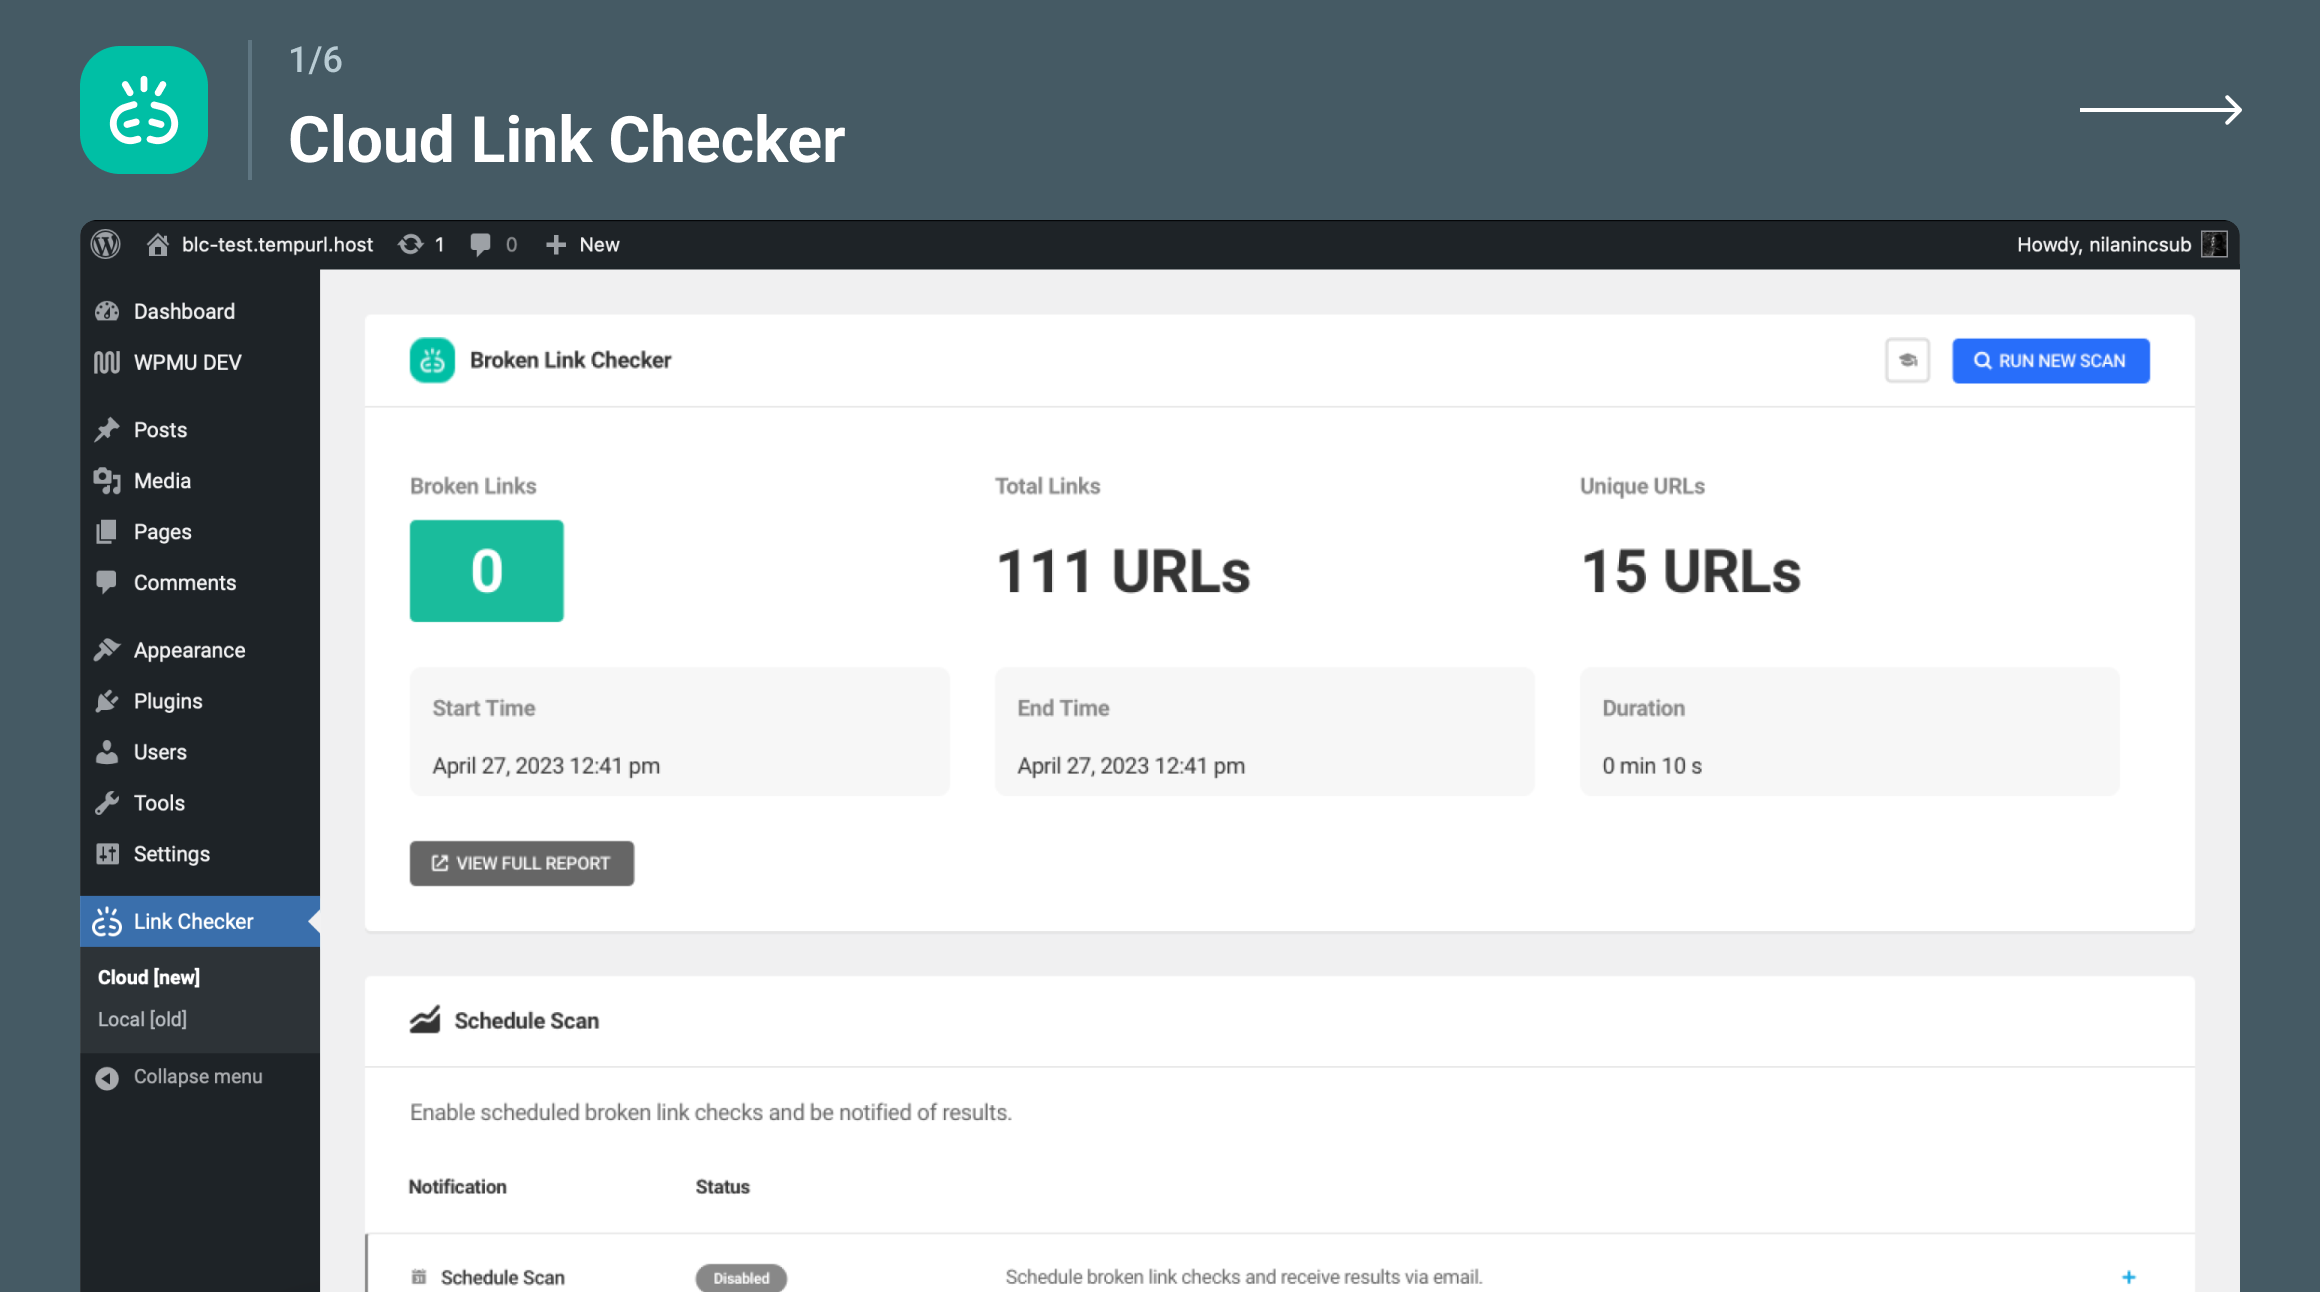 1/6
Cloud Link Checker
blc-test.tempurl.host 1 0 New
Howdy, nilanincsub
Dashboard
WPMU DEV
Posts
Media
Pages
Comments
Appearance
Plugins
Users
Tools
Settings
Link Checker
Cloud [new]
Local [old]
Collapse menu
Broken Link Checker
RUN NEW SCAN
Broken Links
0
Total Links
111 URLs
Unique URLs
15 URLs
Start Time
April 27, 2023 12:41 pm
End Time
April 27, 2023 12:41 pm
Duration
0 min 10 s
VIEW FULL REPORT
Schedule Scan
Enable scheduled broken link checks and be notified of results.
Notification Status
Schedule Scan Disabled Schedule broken link checks and receive results via email.